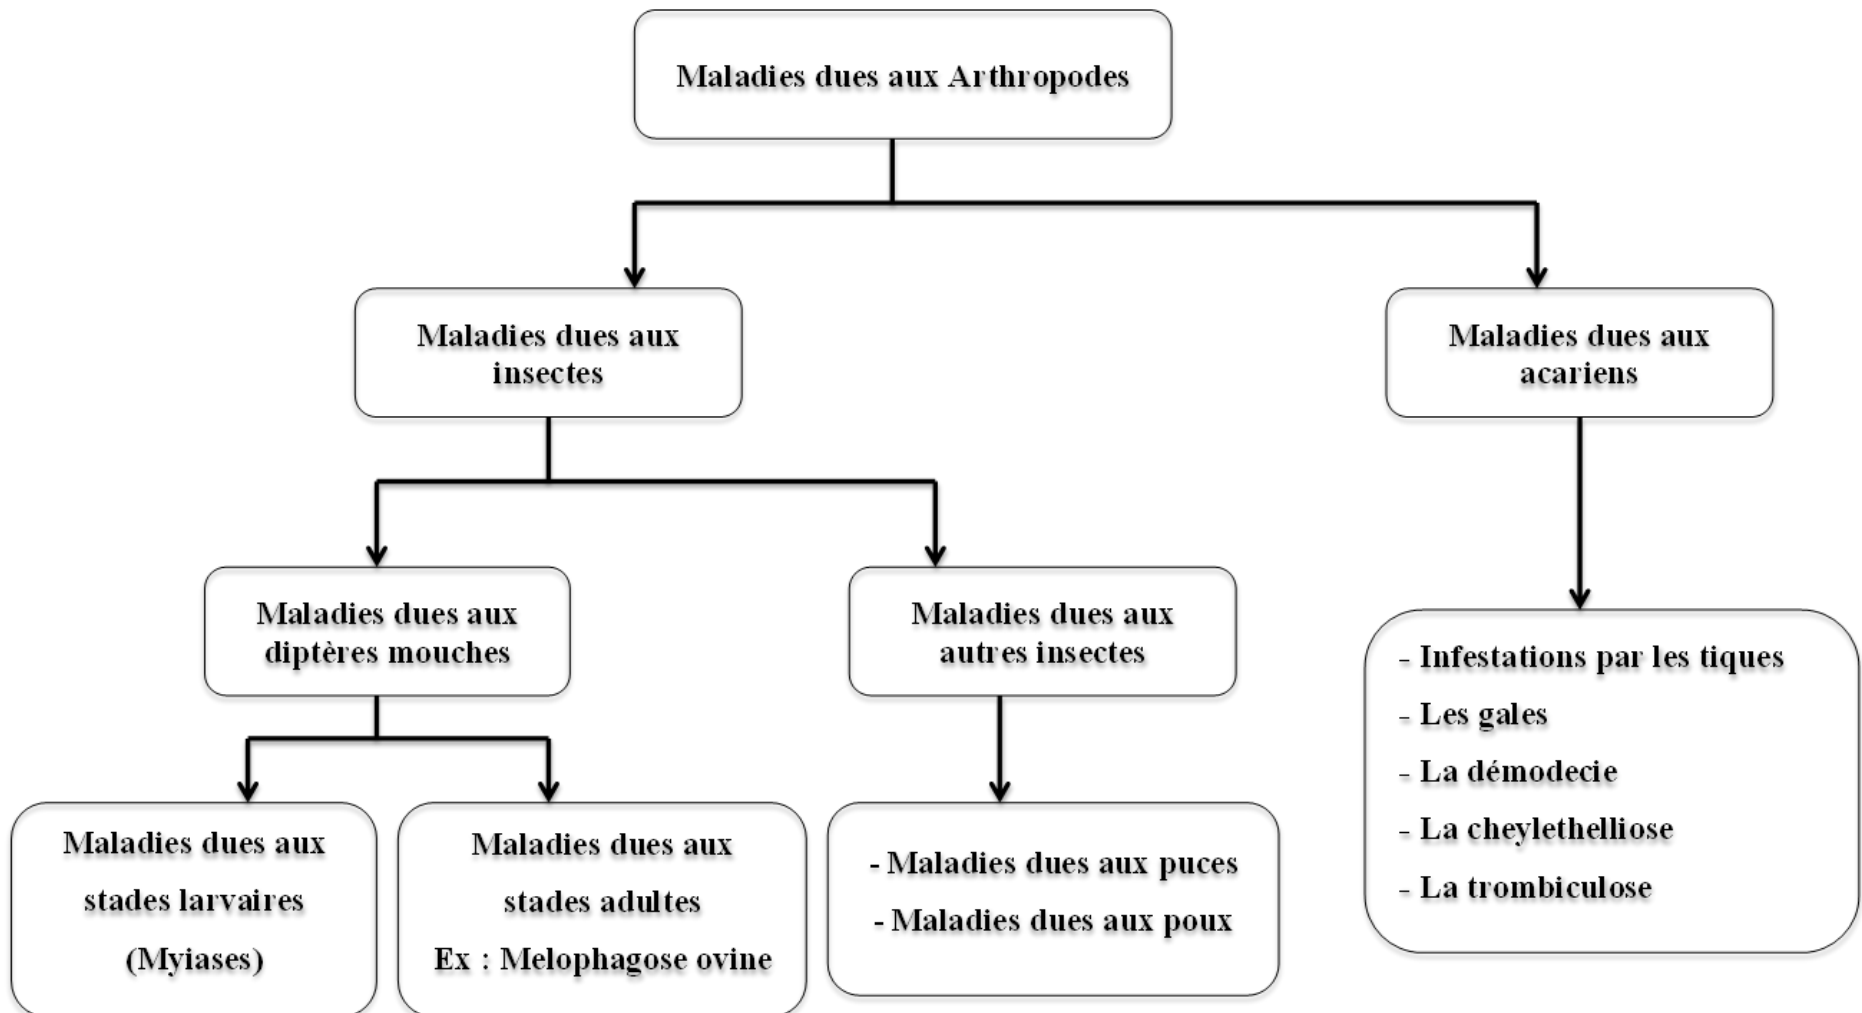 Maladies dues aux Arthropodes
Maladies dues aux
insectes
Maladies dues aux
acariens
Maladies dues aux
diptères mouches
Maladies dues aux
autres insectes
- Infestations par les tiques
- Les gales
- La démodecie
- La cheylethelliose
- La trombiculose
Maladies dues aux
stades larvaires
(Myiases)
Maladies dues aux
stades adultes
Ex : Melophagose ovine
- Maladies dues aux puces
- Maladies dues aux poux